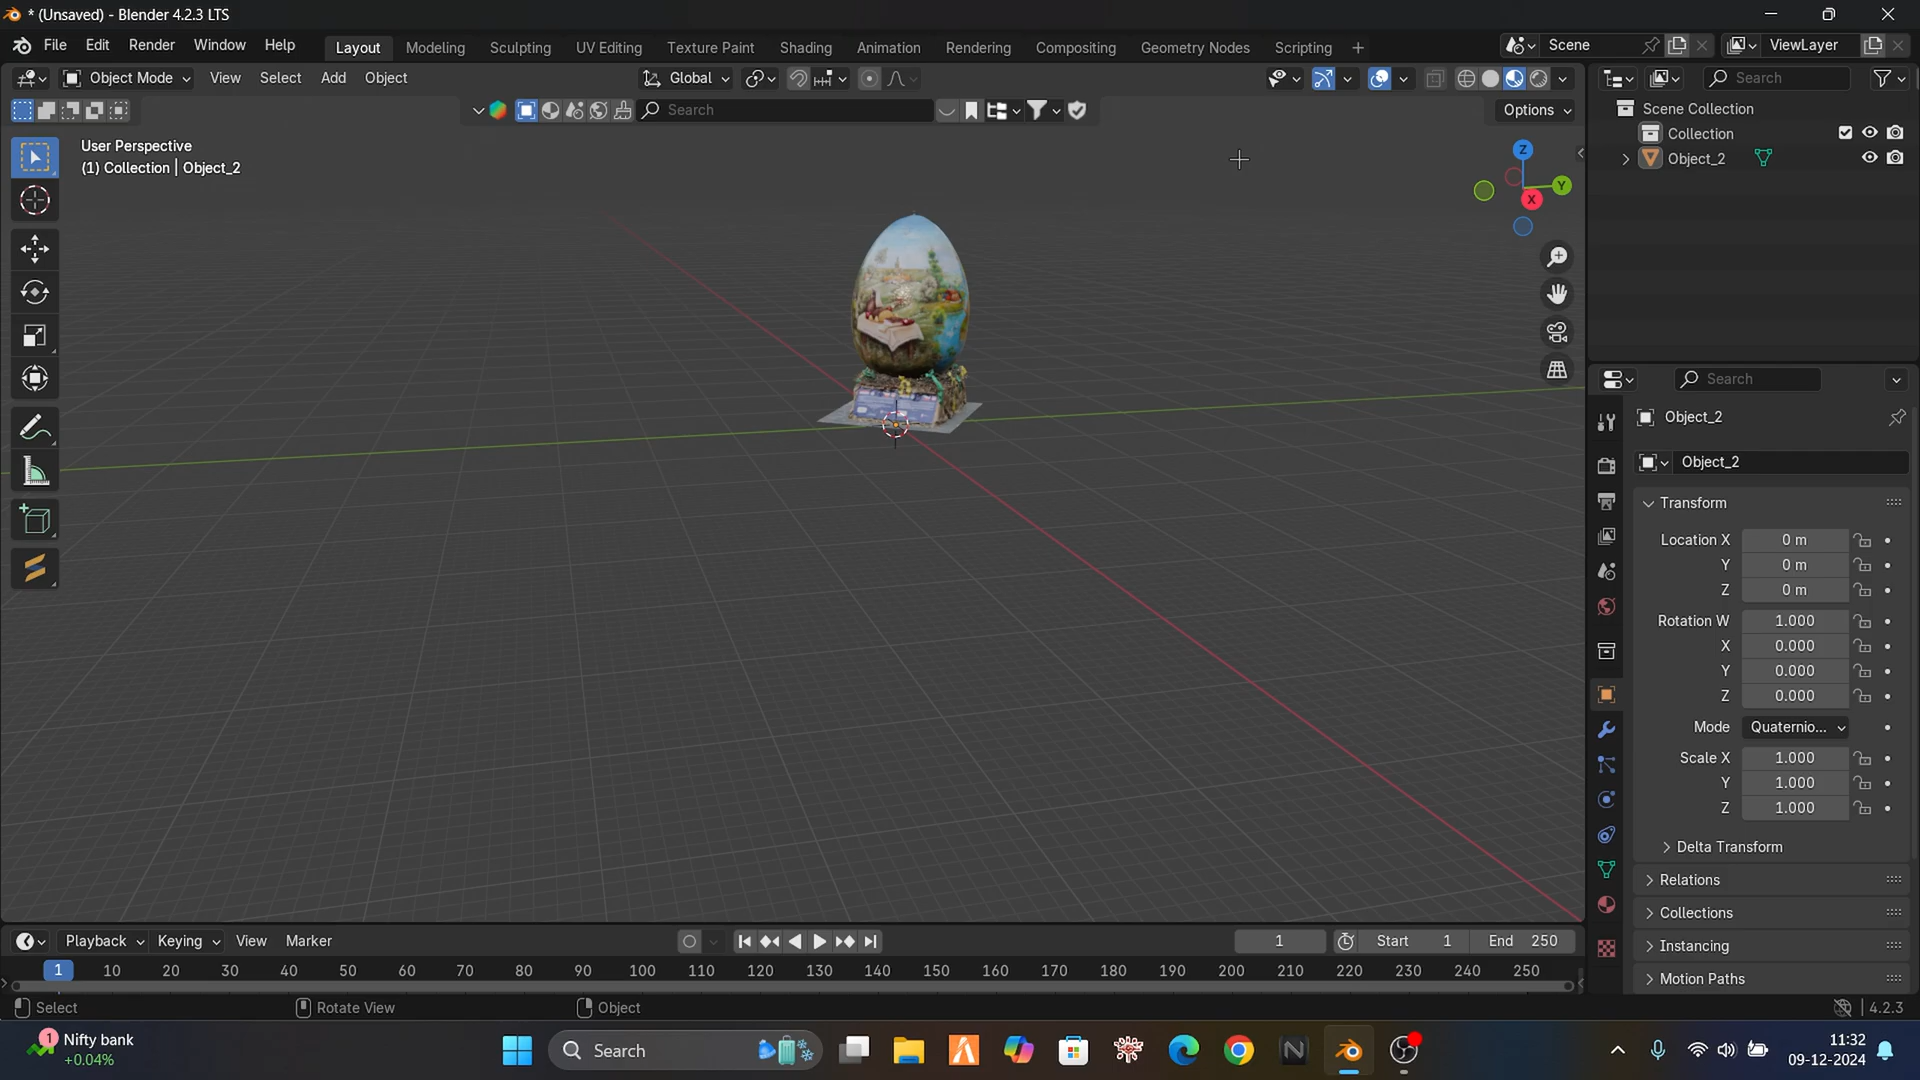 * (Unsaved) - Blender 4.2.3 LTS
File Edit Render Window Help Layout Modeling Sculpting UV Editing Texture Paint Shading Animation Rendering Compositing Geometry Nodes Scripting + Scene ViewLayer
Object Mode View Select Add Object Global Search
Search Options
Scene Collection
Collection
Object_2
User Perspective
(1) Collection | Object_2
Z
Y
X
Search
Object_2
Object_2
Transform
Location X 0 m
Y 0 m
Z 0 m
Rotation W 1.000
X 0.000
Y 0.000
Z 0.000
Mode Quaternio...
Scale X 1.000
Y 1.000
Z 1.000
Delta Transform
Relations
Collections
Instancing
Motion Paths
Playback Keying View Marker 1 Start 1 End 250
1 10 20 30 40 50 60 70 80 90 100 110 120 130 140 150 160 170 180 190 200 210 220 230 240 250
Select Rotate View Object 4.2.3
1 Nifty bank
+0.04%
Search
11:32
09-12-2024